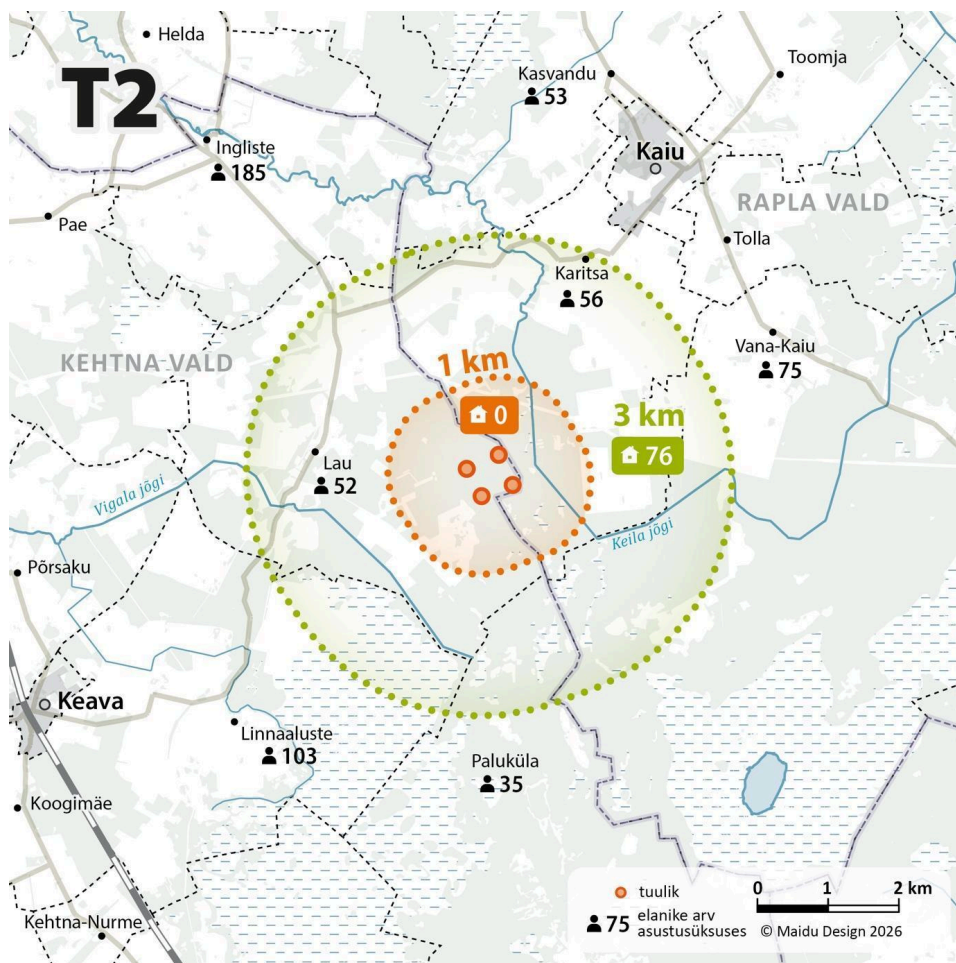 T2
Helda
Kasvandu
53
Toomja
Ingliste
185
Kaiu
RAPLA VALD
Pae
Tolla
Karitsa
56
KEHTNA VALD
Vana-Kaiu
75
1 km
0
3 km
76
Lau
52
Vigala jõgi
Keila jõgi
Põrsaku
Keava
Linnaaluste
103
Paluküla
35
Koogimäe
Kehtna-Nurme
tuulik
75 elanike arv
asustusüksuses
0 1 2 km
© Maidu Design 2026